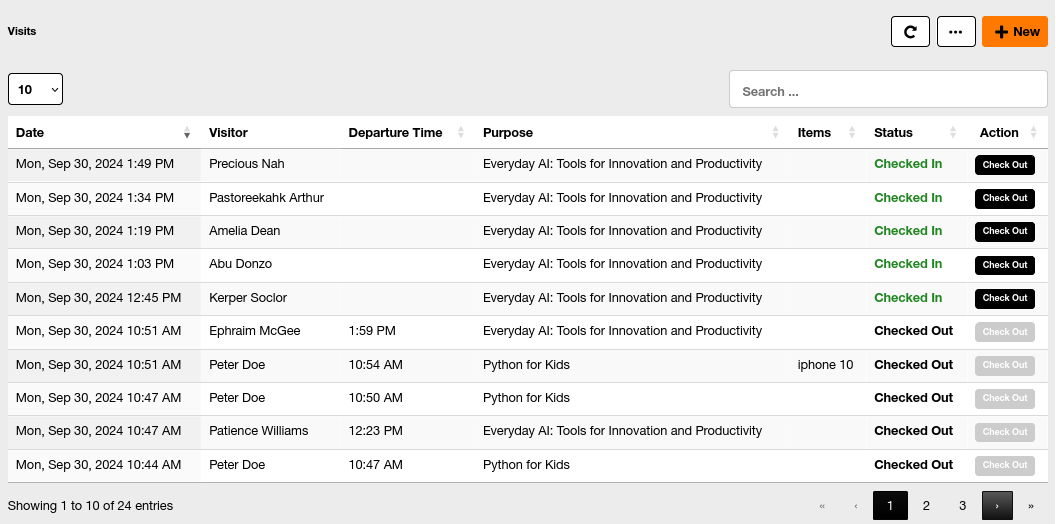 Visits
... New
10
Search ...
Date Visitor Departure Time Purpose Items Status Action
Mon, Sep 30, 2024 1:49 PM Precious Nah Everyday AI: Tools for Innovation and Productivity Checked In Check Out
Mon, Sep 30, 2024 1:34 PM Pastoreekahk Arthur Everyday AI: Tools for Innovation and Productivity Checked In Check Out
Mon, Sep 30, 2024 1:19 PM Amelia Dean Everyday AI: Tools for Innovation and Productivity Checked In Check Out
Mon, Sep 30, 2024 1:03 PM Abu Donzo Everyday AI: Tools for Innovation and Productivity Checked In Check Out
Mon, Sep 30, 2024 12:45 PM Kerper Soclor Everyday AI: Tools for Innovation and Productivity Checked In Check Out
Mon, Sep 30, 2024 10:51 AM Ephraim McGee 1:59 PM Everyday AI: Tools for Innovation and Productivity Checked Out Check Out
Mon, Sep 30, 2024 10:51 AM Peter Doe 10:54 AM Python for Kids iphone 10 Checked Out Check Out
Mon, Sep 30, 2024 10:47 AM Peter Doe 10:50 AM Python for Kids Checked Out Check Out
Mon, Sep 30, 2024 10:47 AM Patience Williams 12:23 PM Everyday AI: Tools for Innovation and Productivity Checked Out Check Out
Mon, Sep 30, 2024 10:44 AM Peter Doe 10:47 AM Python for Kids Checked Out Check Out
Showing 1 to 10 of 24 entries « ‹ 1 2 3 › »